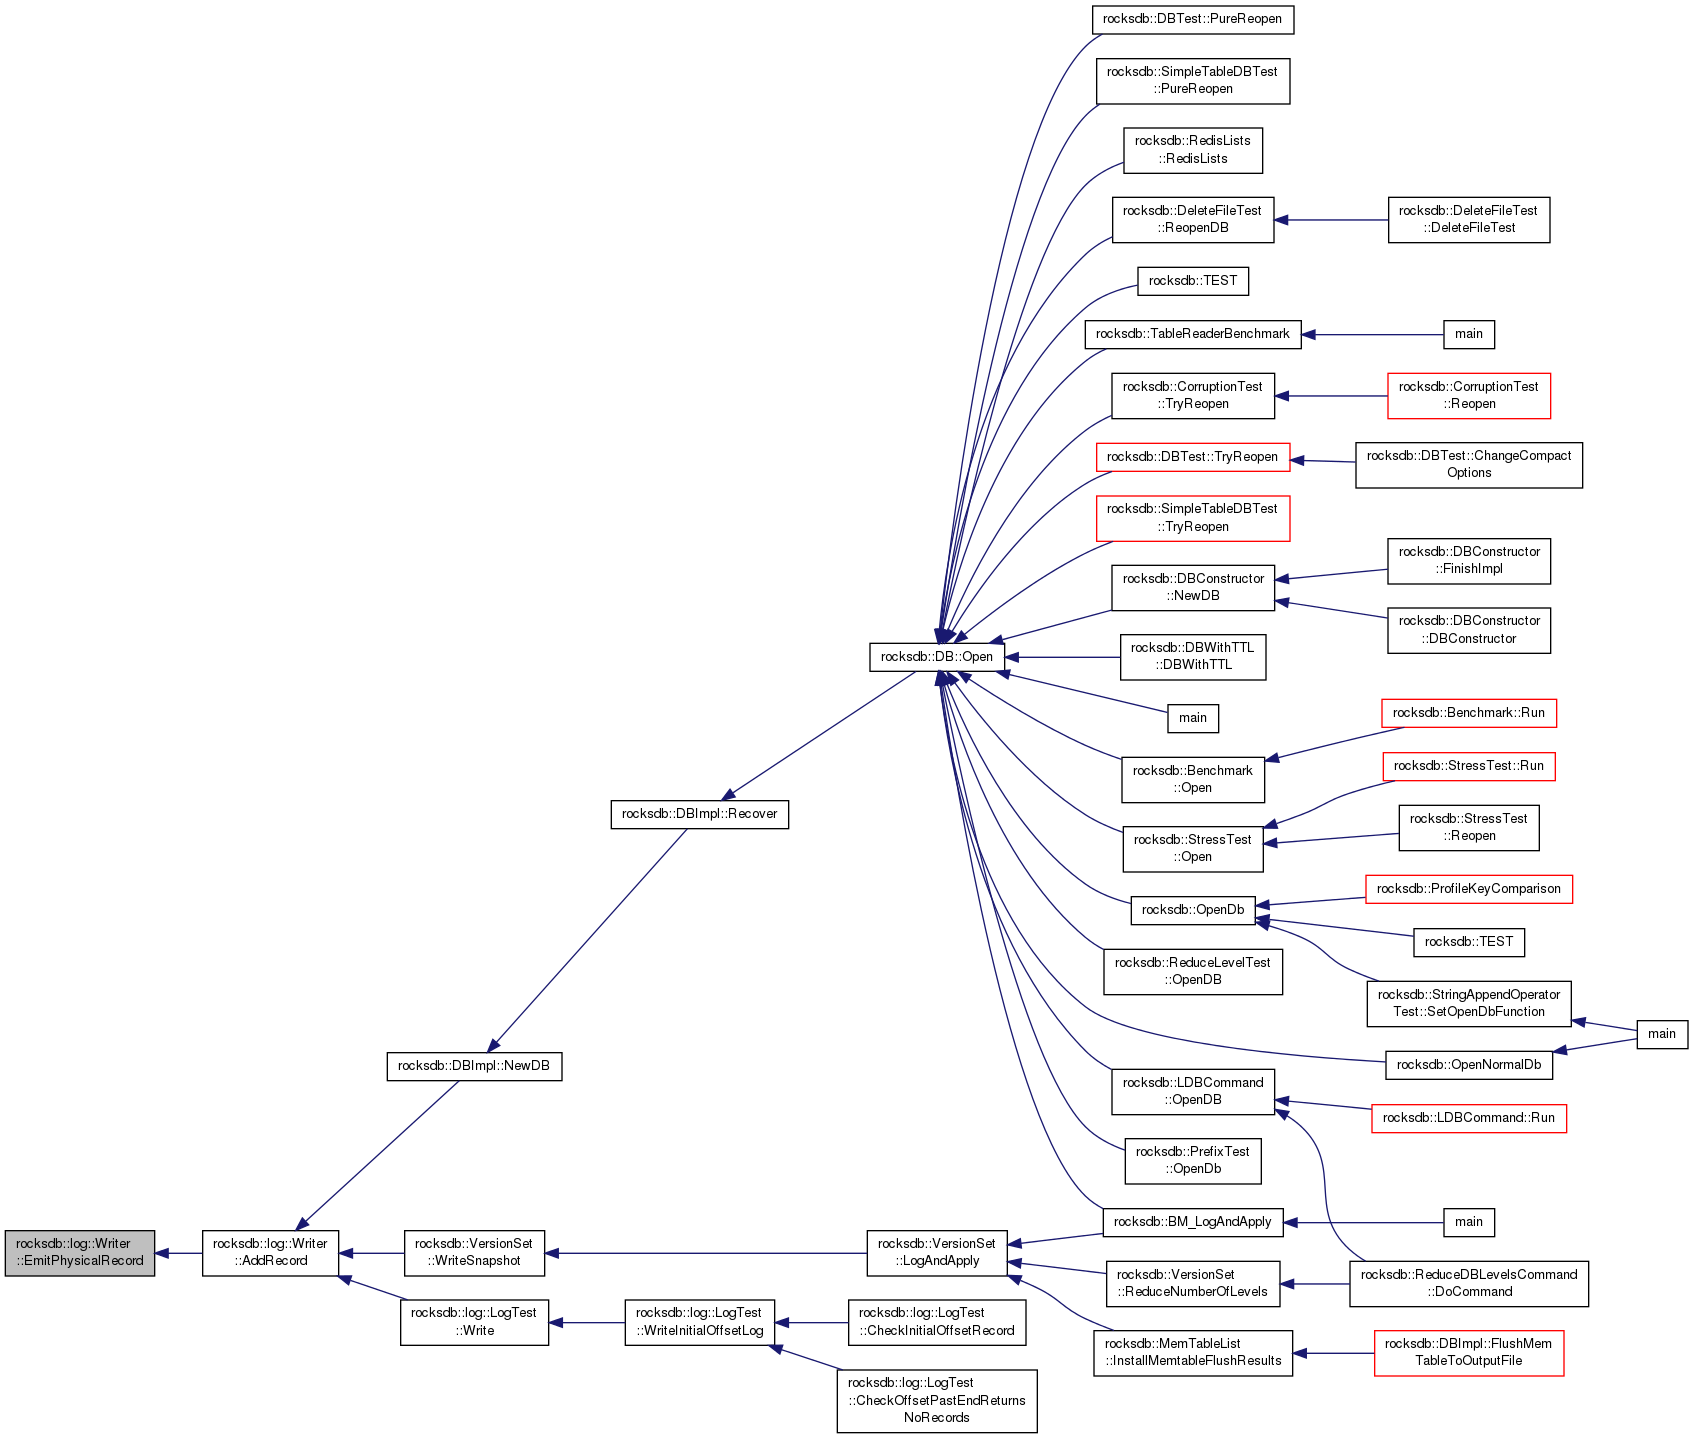 rocksdb::DBTest::PureReopen
rocksdb::SimpleTableDBTest
::PureReopen
rocksdb::RedisLists
::RedisLists
rocksdb::DeleteFileTest
::ReopenDB
rocksdb::DeleteFileTest
::DeleteFileTest
rocksdb::TEST
rocksdb::TableReaderBenchmark
main
rocksdb::CorruptionTest
::TryReopen
rocksdb::CorruptionTest
::Reopen
rocksdb::DBTest::TryReopen
rocksdb::DBTest::ChangeCompact
Options
rocksdb::SimpleTableDBTest
::TryReopen
rocksdb::DBConstructor
::NewDB
rocksdb::DBConstructor
::FinishImpl
rocksdb::DBConstructor
::DBConstructor
rocksdb::DB::Open
rocksdb::DBWithTTL
::DBWithTTL
main
rocksdb::Benchmark
::Open
rocksdb::Benchmark::Run
rocksdb::StressTest::Run
rocksdb::DBImpl::Recover
rocksdb::StressTest
::Open
rocksdb::StressTest
::Reopen
rocksdb::OpenDb
rocksdb::ProfileKeyComparison
rocksdb::TEST
rocksdb::ReduceLevelTest
::OpenDB
rocksdb::StringAppendOperator
Test::SetOpenDbFunction
main
rocksdb::DBImpl::NewDB
rocksdb::OpenNormalDb
rocksdb::LDBCommand
::OpenDB
rocksdb::LDBCommand::Run
rocksdb::PrefixTest
::OpenDb
rocksdb::BM_LogAndApply
main
rocksdb::log::Writer
::EmitPhysicalRecord
rocksdb::log::Writer
::AddRecord
rocksdb::VersionSet
::WriteSnapshot
rocksdb::VersionSet
::LogAndApply
rocksdb::VersionSet
::ReduceNumberOfLevels
rocksdb::ReduceDBLevelsCommand
::DoCommand
rocksdb::log::LogTest
::Write
rocksdb::log::LogTest
::WriteInitialOffsetLog
rocksdb::log::LogTest
::CheckInitialOffsetRecord
rocksdb::MemTableList
::InstallMemtableFlushResults
rocksdb::DBImpl::FlushMem
TableToOutputFile
rocksdb::log::LogTest
::CheckOffsetPastEndReturns
NoRecords